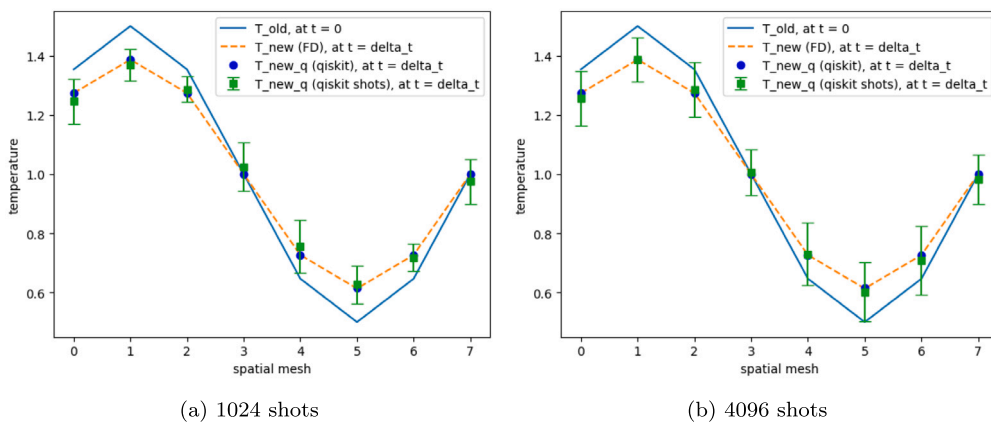 T_old, at t = 0
T_new (FD), at t = delta_t
T_new_q (qiskit), at t = delta_t
T_new_q (qiskit shots), at t = delta_t
1.4
1.2
1.0
0.8
0.6
temperature
0 1 2 3 4 5 6 7
spatial mesh
(a) 1024 shots
T_old, at t = 0
T_new (FD), at t = delta_t
T_new_q (qiskit), at t = delta_t
T_new_q (qiskit shots), at t = delta_t
1.4
1.2
1.0
0.8
0.6
temperature
0 1 2 3 4 5 6 7
spatial mesh
(b) 4096 shots